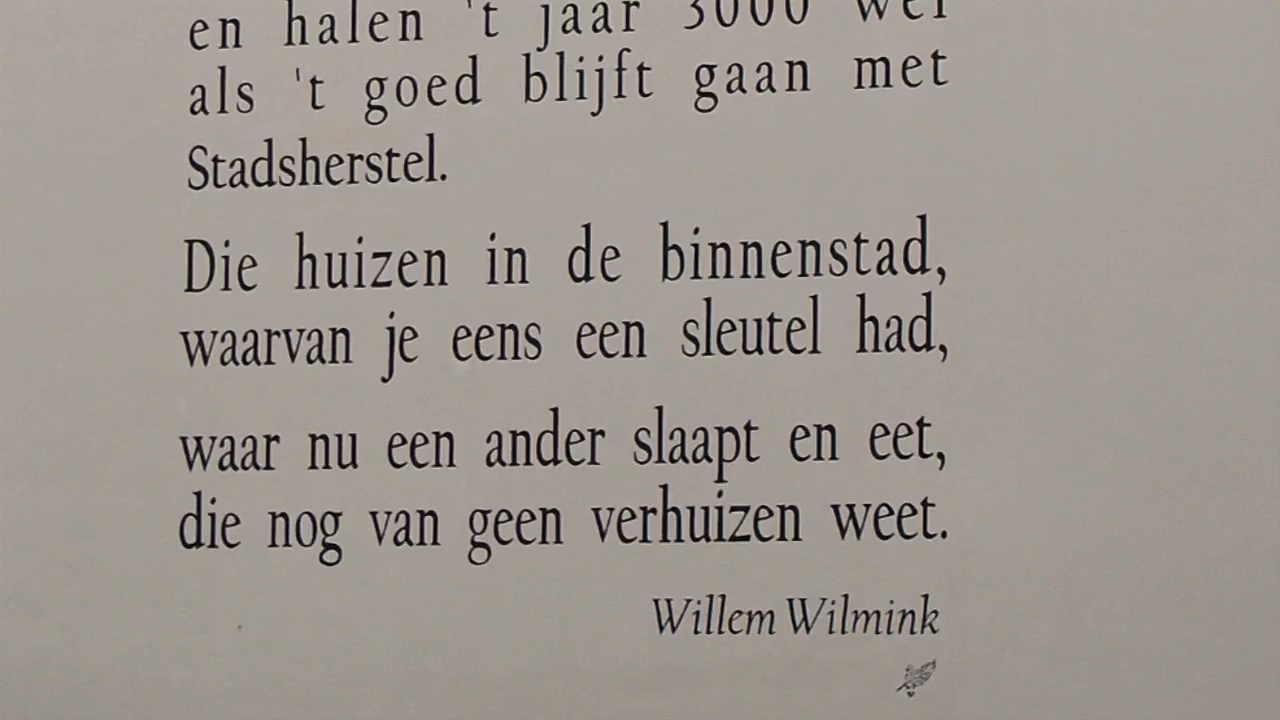 en halen 't jaar 3000 wel
als 't goed blijft gaan met
Stadsherstel.
Die huizen in de binnenstad,
waarvan je eens een sleutel had,
waar nu een ander slaapt en eet,
die nog van geen verhuizen weet.
Willem Wilmink